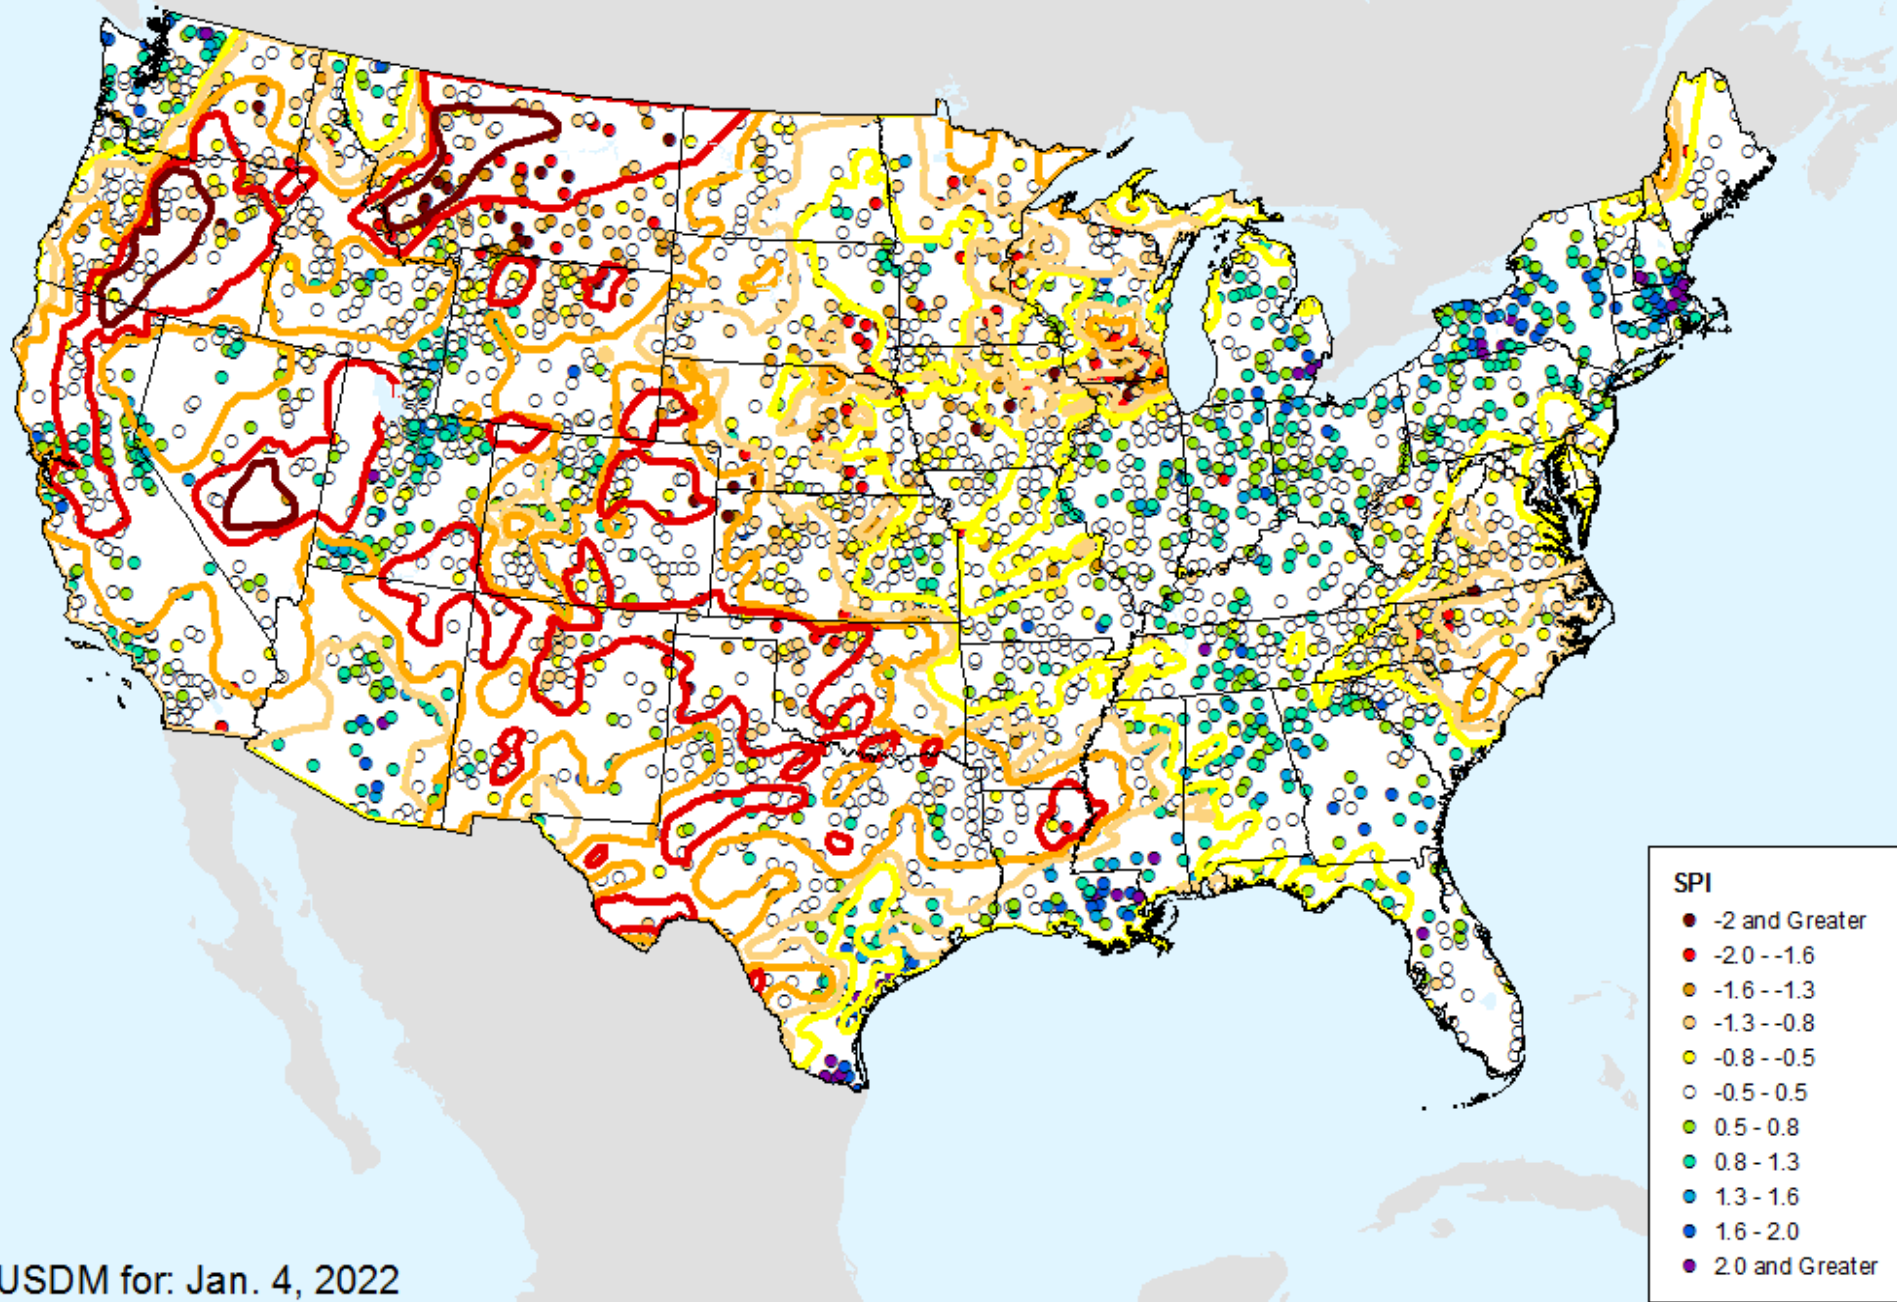 SPI
-2 and Greater
-2.0 - -1.6
-1.6 - -1.3
-1.3 - -0.8
-0.8 - -0.5
-0.5 - 0.5
0.5 - 0.8
0.8 - 1.3
1.3 - 1.6
1.6 - 2.0
2.0 and Greater
USDM for: Jan. 4, 2022